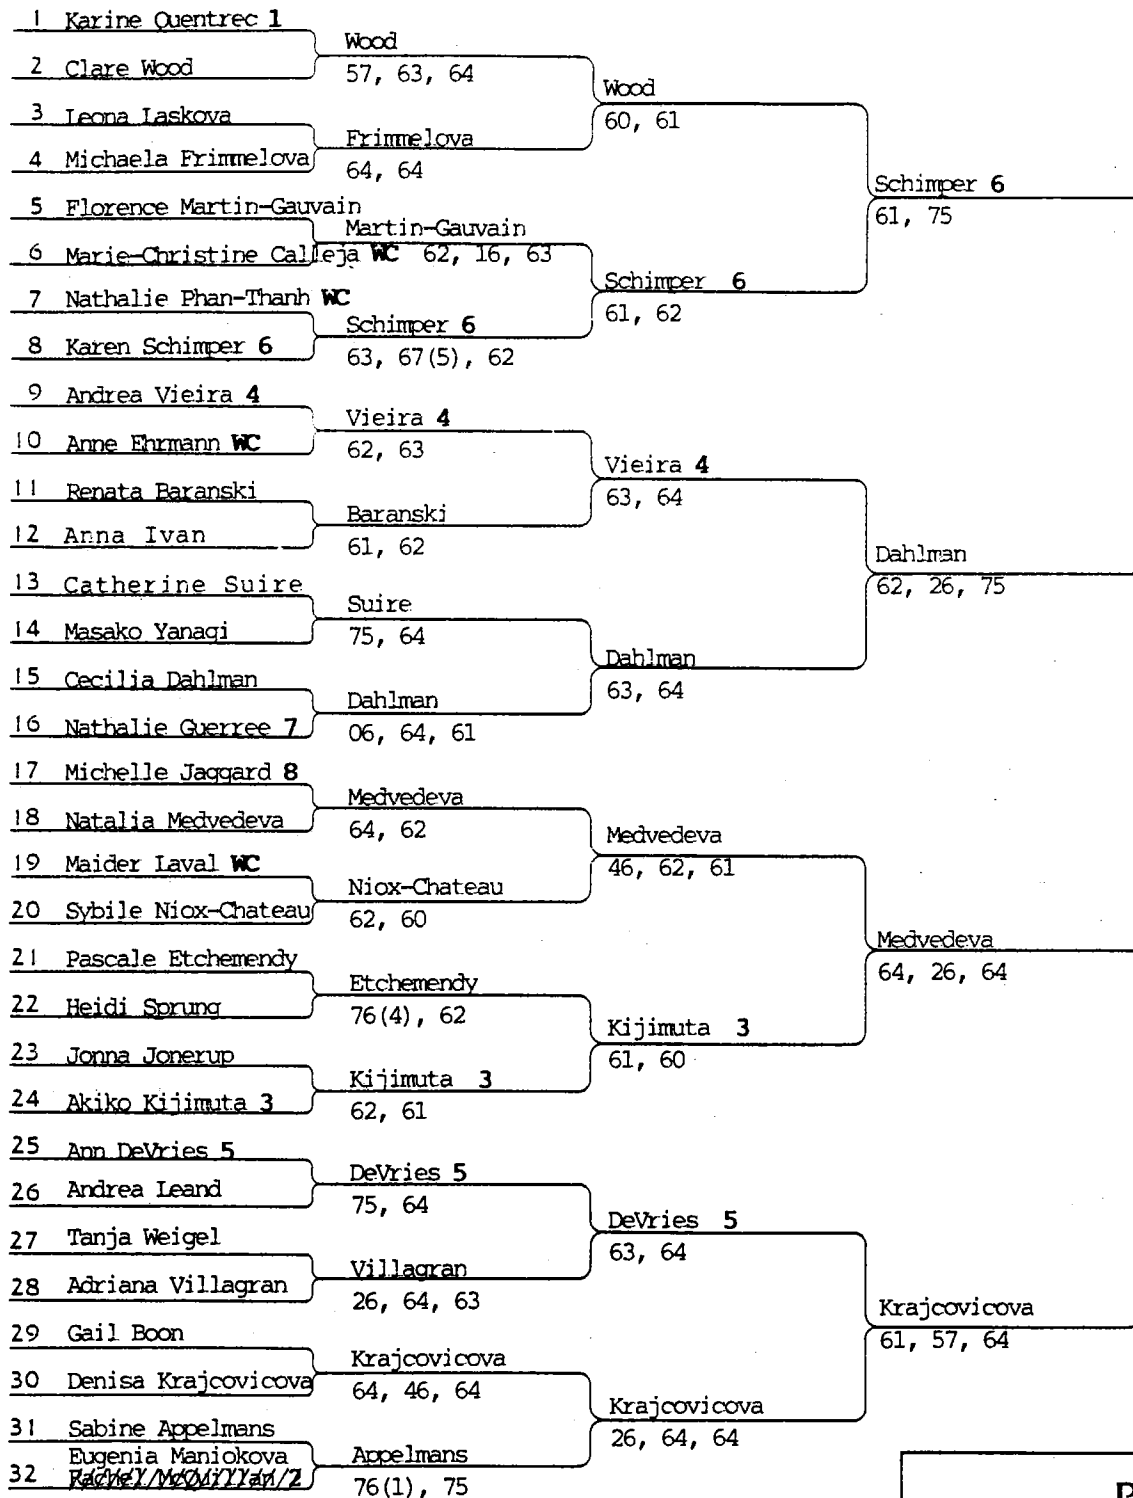 1 Karine Quentrec 1
2 Clare Wood
3 Leona Laskova
4 Michaela Frimmelova
5 Florence Martin-Gauvain
6 Marie-Christine Calleja WC
7 Nathalie Phan-Thanh WC
8 Karen Schimper 6
9 Andrea Vieira 4
10 Anne Ehrmann WC
11 Renata Baranski
12 Anna Ivan
13 Catherine Suire
14 Masako Yanagi
15 Cecilia Dahlman
16 Nathalie Guerree 7
17 Michelle Jaggard 8
18 Natalia Medvedeva
19 Maider Laval WC
20 Sybile Niox-Chateau
21 Pascale Etchemendy
22 Heidi Sprung
23 Jonna Jonerup
24 Akiko Kijimuta 3
25 Ann DeVries 5
26 Andrea Leand
27 Tanja Weigel
28 Adriana Villagran
29 Gail Boon
30 Denisa Krajcovicova
31 Sabine Appelmans
Eugenia Maniokova
32 Rachel McQuillan 2
Wood
57, 63, 64
Frimmelova
64, 64
Martin-Gauvain
62, 16, 63
Schimper 6
63, 67(5), 62
Vieira 4
62, 63
Baranski
61, 62
Suire
75, 64
Dahlman
06, 64, 61
Medvedeva
64, 62
Niox-Chateau
62, 60
Etchemendy
76(4), 62
Kijimuta 3
62, 61
DeVries 5
75, 64
Villagran
26, 64, 63
Krajcovicova
64, 46, 64
Appelmans
76(1), 75
Wood
60, 61
Schimper 6
61, 62
Vieira 4
63, 64
Dahlman
63, 64
Medvedeva
46, 62, 61
Kijimuta 3
61, 60
DeVries 5
63, 64
Krajcovicova
26, 64, 64
Schimper 6
61, 75
Dahlman
62, 26, 75
Medvedeva
64, 26, 64
Krajcovicova
61, 57, 64